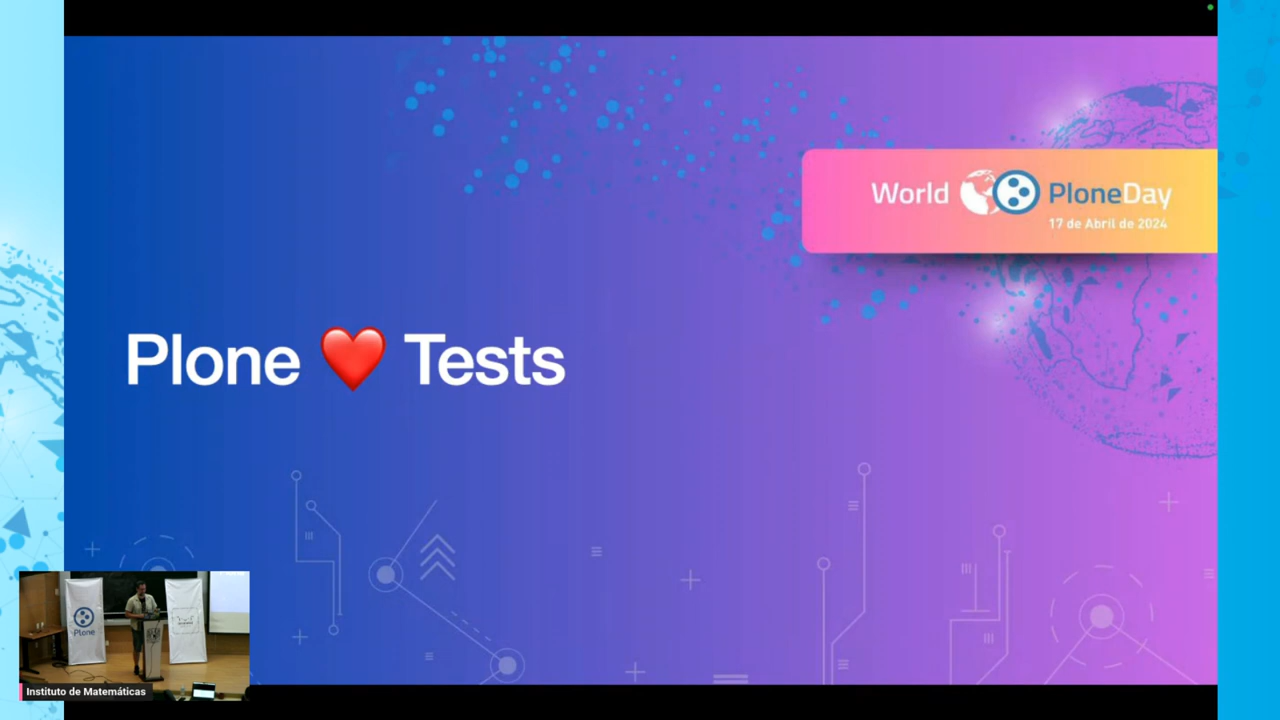 World PloneDay
17 de Abril de 2024
Plone ❤️ Tests
Plone
Instituto de Matemáticas